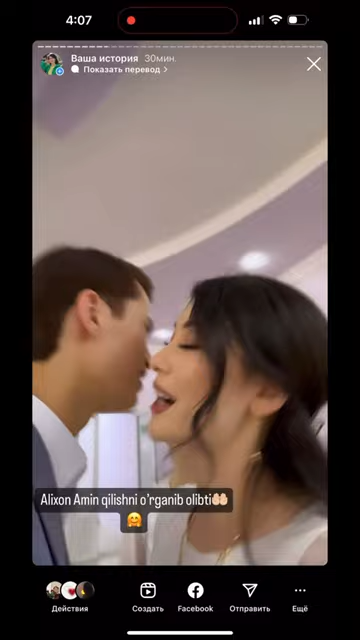 4:07
Ваша история 30мин.
Показать перевод >
Alixon Amin qilishni o'rganib olibti🤲🏻
🤗
Действия Создать Facebook Отправить Ещё